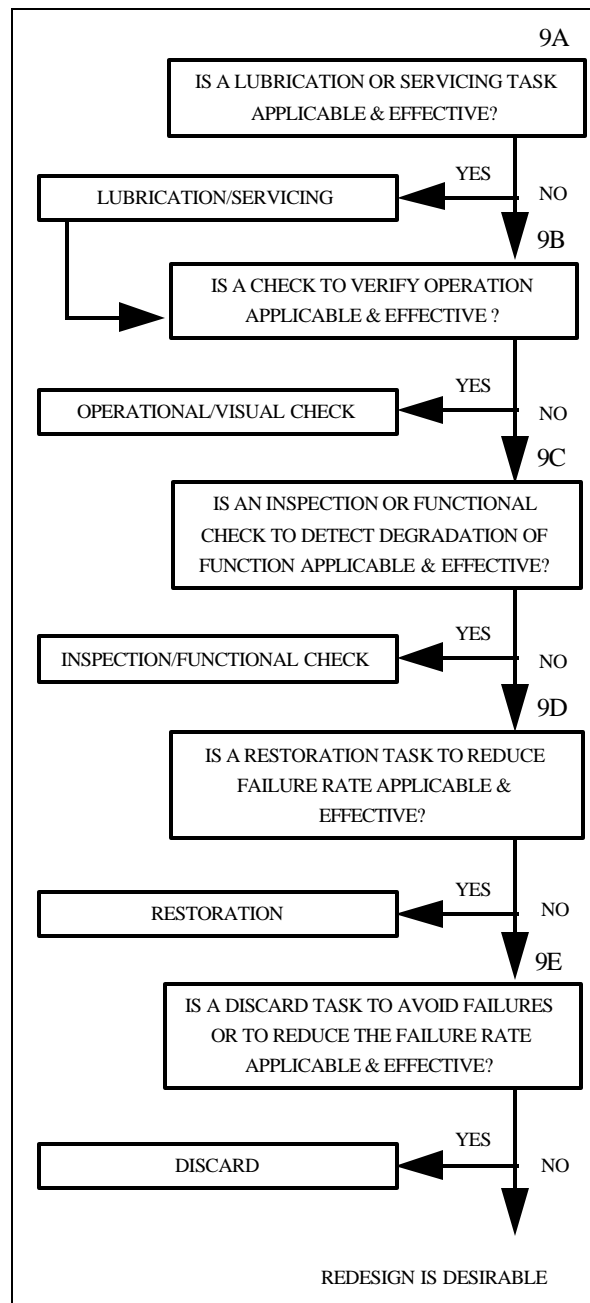 9A
IS A LUBRICATION OR SERVICING TASK
APPLICABLE & EFFECTIVE?
YES
LUBRICATION/SERVICING
NO
9B
IS A CHECK TO VERIFY OPERATION
APPLICABLE & EFFECTIVE ?
YES
OPERATIONAL/VISUAL CHECK
NO
9C
IS AN INSPECTION OR FUNCTIONAL
CHECK TO DETECT DEGRADATION OF
FUNCTION APPLICABLE & EFFECTIVE?
YES
INSPECTION/FUNCTIONAL CHECK
NO
9D
IS A RESTORATION TASK TO REDUCE
FAILURE RATE APPLICABLE &
EFFECTIVE?
YES
RESTORATION
NO
9E
IS A DISCARD TASK TO AVOID FAILURES
OR TO REDUCE THE FAILURE RATE
APPLICABLE & EFFECTIVE?
YES
DISCARD
NO
REDESIGN IS DESIRABLE